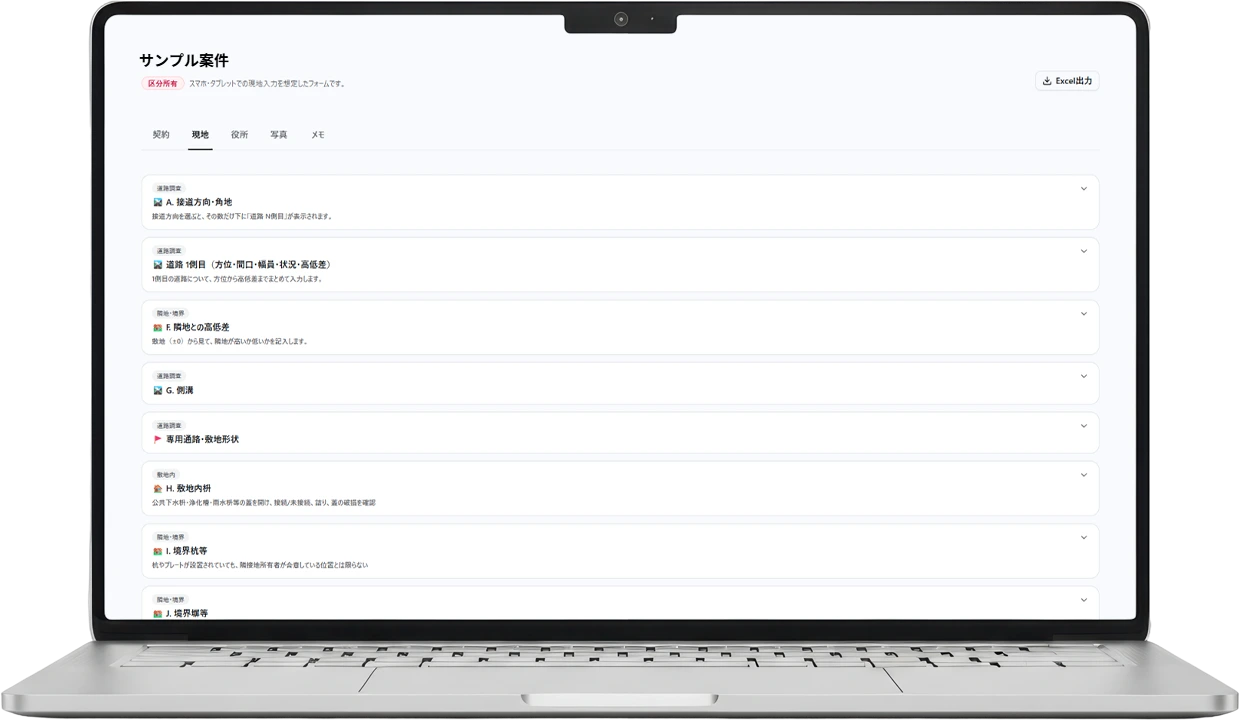 サンプル案件
区分所有 スマホ・タブレットでの現地入力を想定したフォームです。
Excel出力
契約 現地 役所 写真 メモ
道路調査
A. 接道方向・角地
接道方向を選ぶと、その数だけ下に「道路 N側目」が表示されます。
道路調査
道路 1側目（方位・間口・幅員・状況・高低差）
1側目の道路について、方位から高低差までまとめて入力します。
隣地・境界
F. 隣地との高低差
敷地（±0）から見て、隣地が高いか低いかを記入します。
道路調査
G. 側溝
道路調査
専用通路・敷地形状
敷地内
H. 敷地内枡
公共下水枡・浄化槽・雨水枡等の蓋を開け、接続/未接続、詰り、蓋の破損を確認
隣地・境界
I. 境界杭等
杭やプレートが設置されていても、隣接地所有者が合意している位置とは限らない
隣地・境界
J. 境界塀等